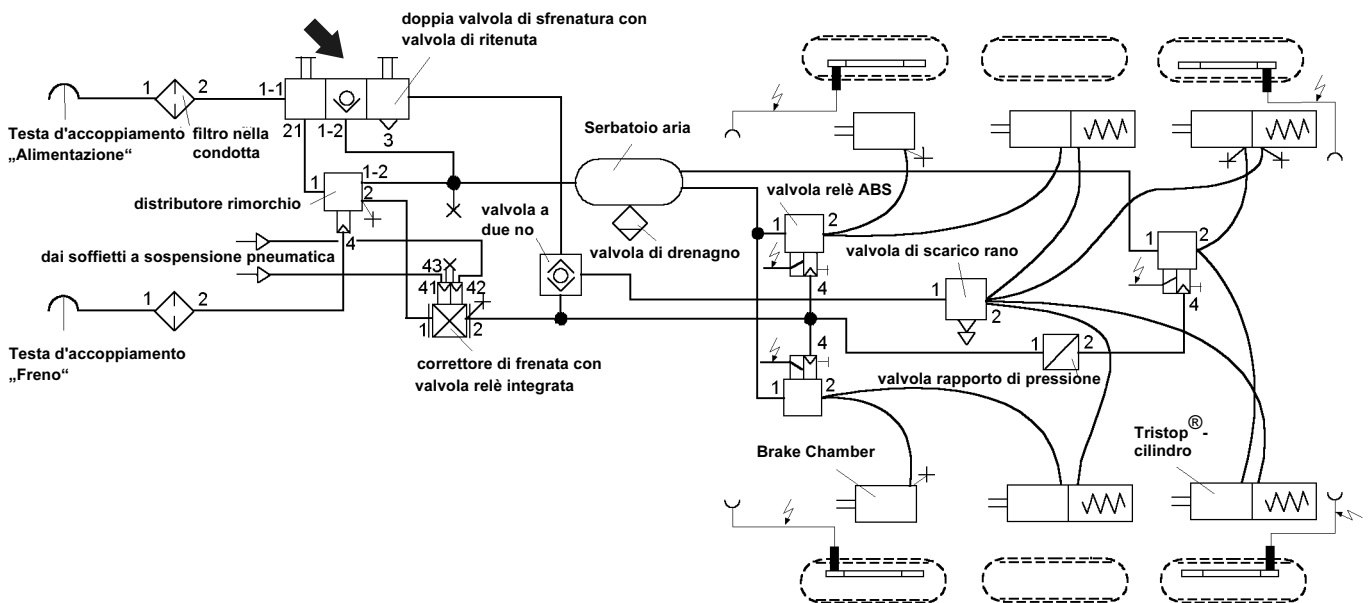 doppia valvola di sfrenatura con
valvola di ritenuta
1
2
1-1
21
1-2
3
Testa d'accoppiamento
„Alimentazione“
filtro nella
condotta
Serbatoio aria
1
1-2
2
4
distributore rimorchio
valvola a
due no
valvola di drenagno
valvola relè ABS
1
2
4
valvola di scarico rano
1
2
1
2
4
dai soffietti a sospensione pneumatica
43
41
42
1
2
1
2
Testa d'accoppiamento
„Freno“
correttore di frenata con
valvola relè integrata
4
1
2
1
2
valvola rapporto di pressione
Brake Chamber
Tristop®-
cilindro